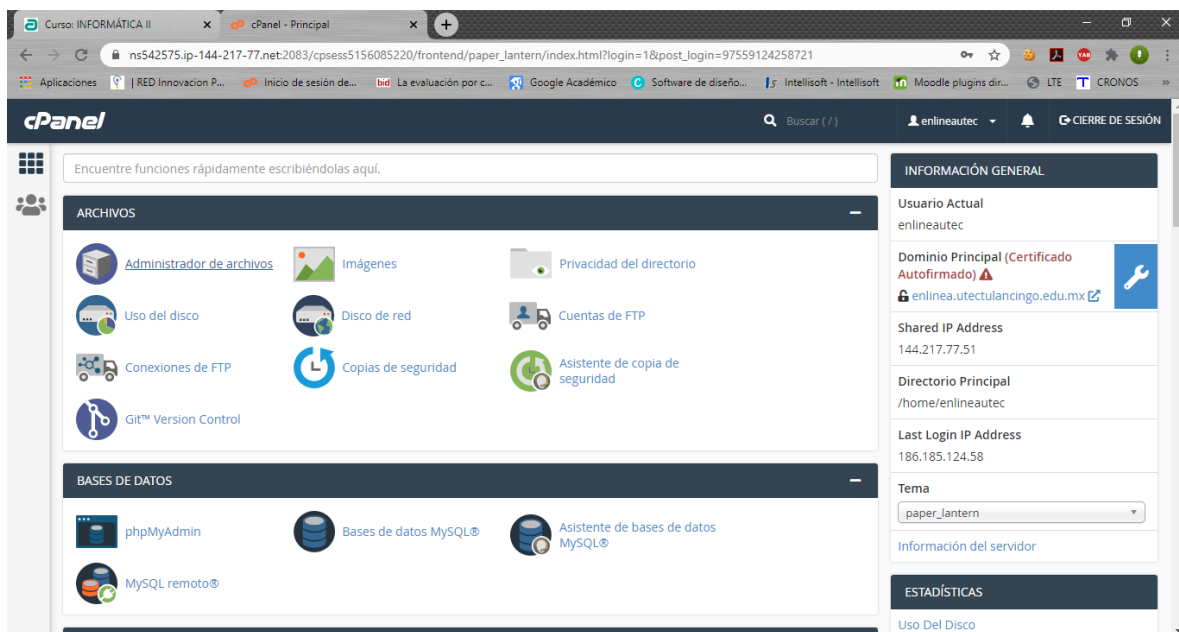 Curso: INFORMÁTICA II
cPanel - Principal
ns542575.ip-144-217-77.net:2083/cpsess5156085220/frontend/paper_lantern/index.html?login=1&post_login=97559124258721
Aplicaciones
| RED Innovacion P...
Inicio de sesión de...
bid
La evaluación por c...
Google Académico
Software de diseño...
Intellisoft - Intellisoft
Moodle plugins dir...
LTE
CRONOS
»
cPanel
Buscar ( / )
enlineautec
CIERRE DE SESIÓN
Encuentre funciones rápidamente escribiéndolas aquí.
ARCHIVOS
Administrador de archivos
Imágenes
Privacidad del directorio
Uso del disco
Disco de red
Cuentas de FTP
Conexiones de FTP
Copias de seguridad
Asistente de copia de
seguridad
Git™ Version Control
BASES DE DATOS
phpMyAdmin
Bases de datos MySQL®
Asistente de bases de datos
MySQL®
MySQL remoto®
INFORMACIÓN GENERAL
Usuario Actual
enlineautec
Dominio Principal (Certificado
Autofirmado)
enlinea.utectulancingo.edu.mx
Shared IP Address
144.217.77.51
Directorio Principal
/home/enlineautec
Last Login IP Address
186.185.124.58
Tema
paper_lantern
Información del servidor
ESTADÍSTICAS
Uso Del Disco